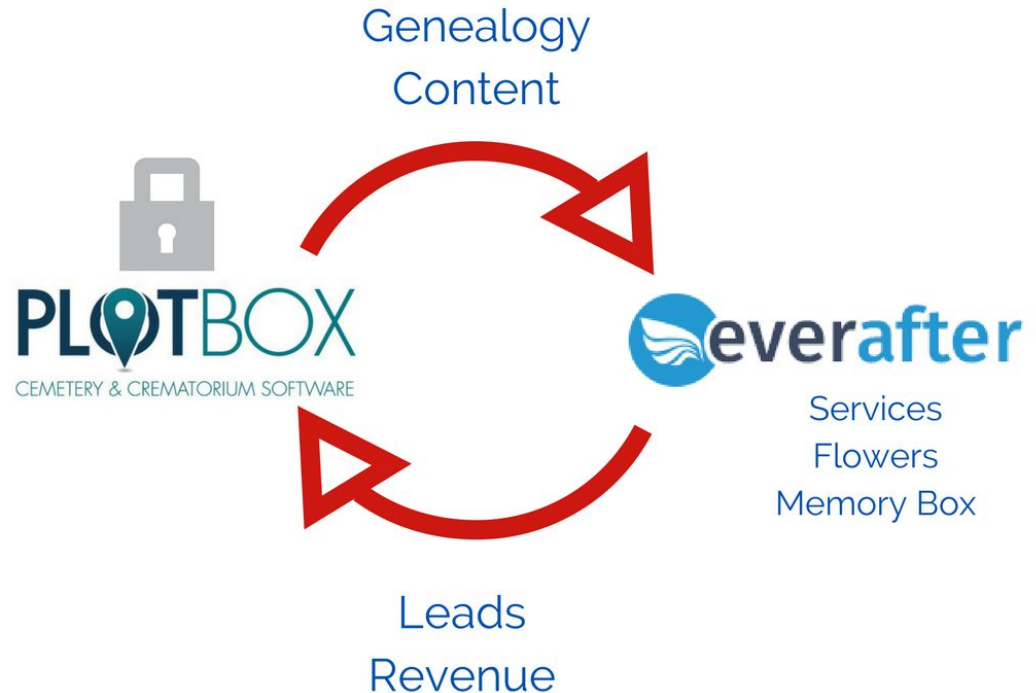 Genealogy
Content
PLOTBOX
CEMETERY & CREMATORIUM SOFTWARE
everafter
Services
Flowers
Memory Box
Leads
Revenue